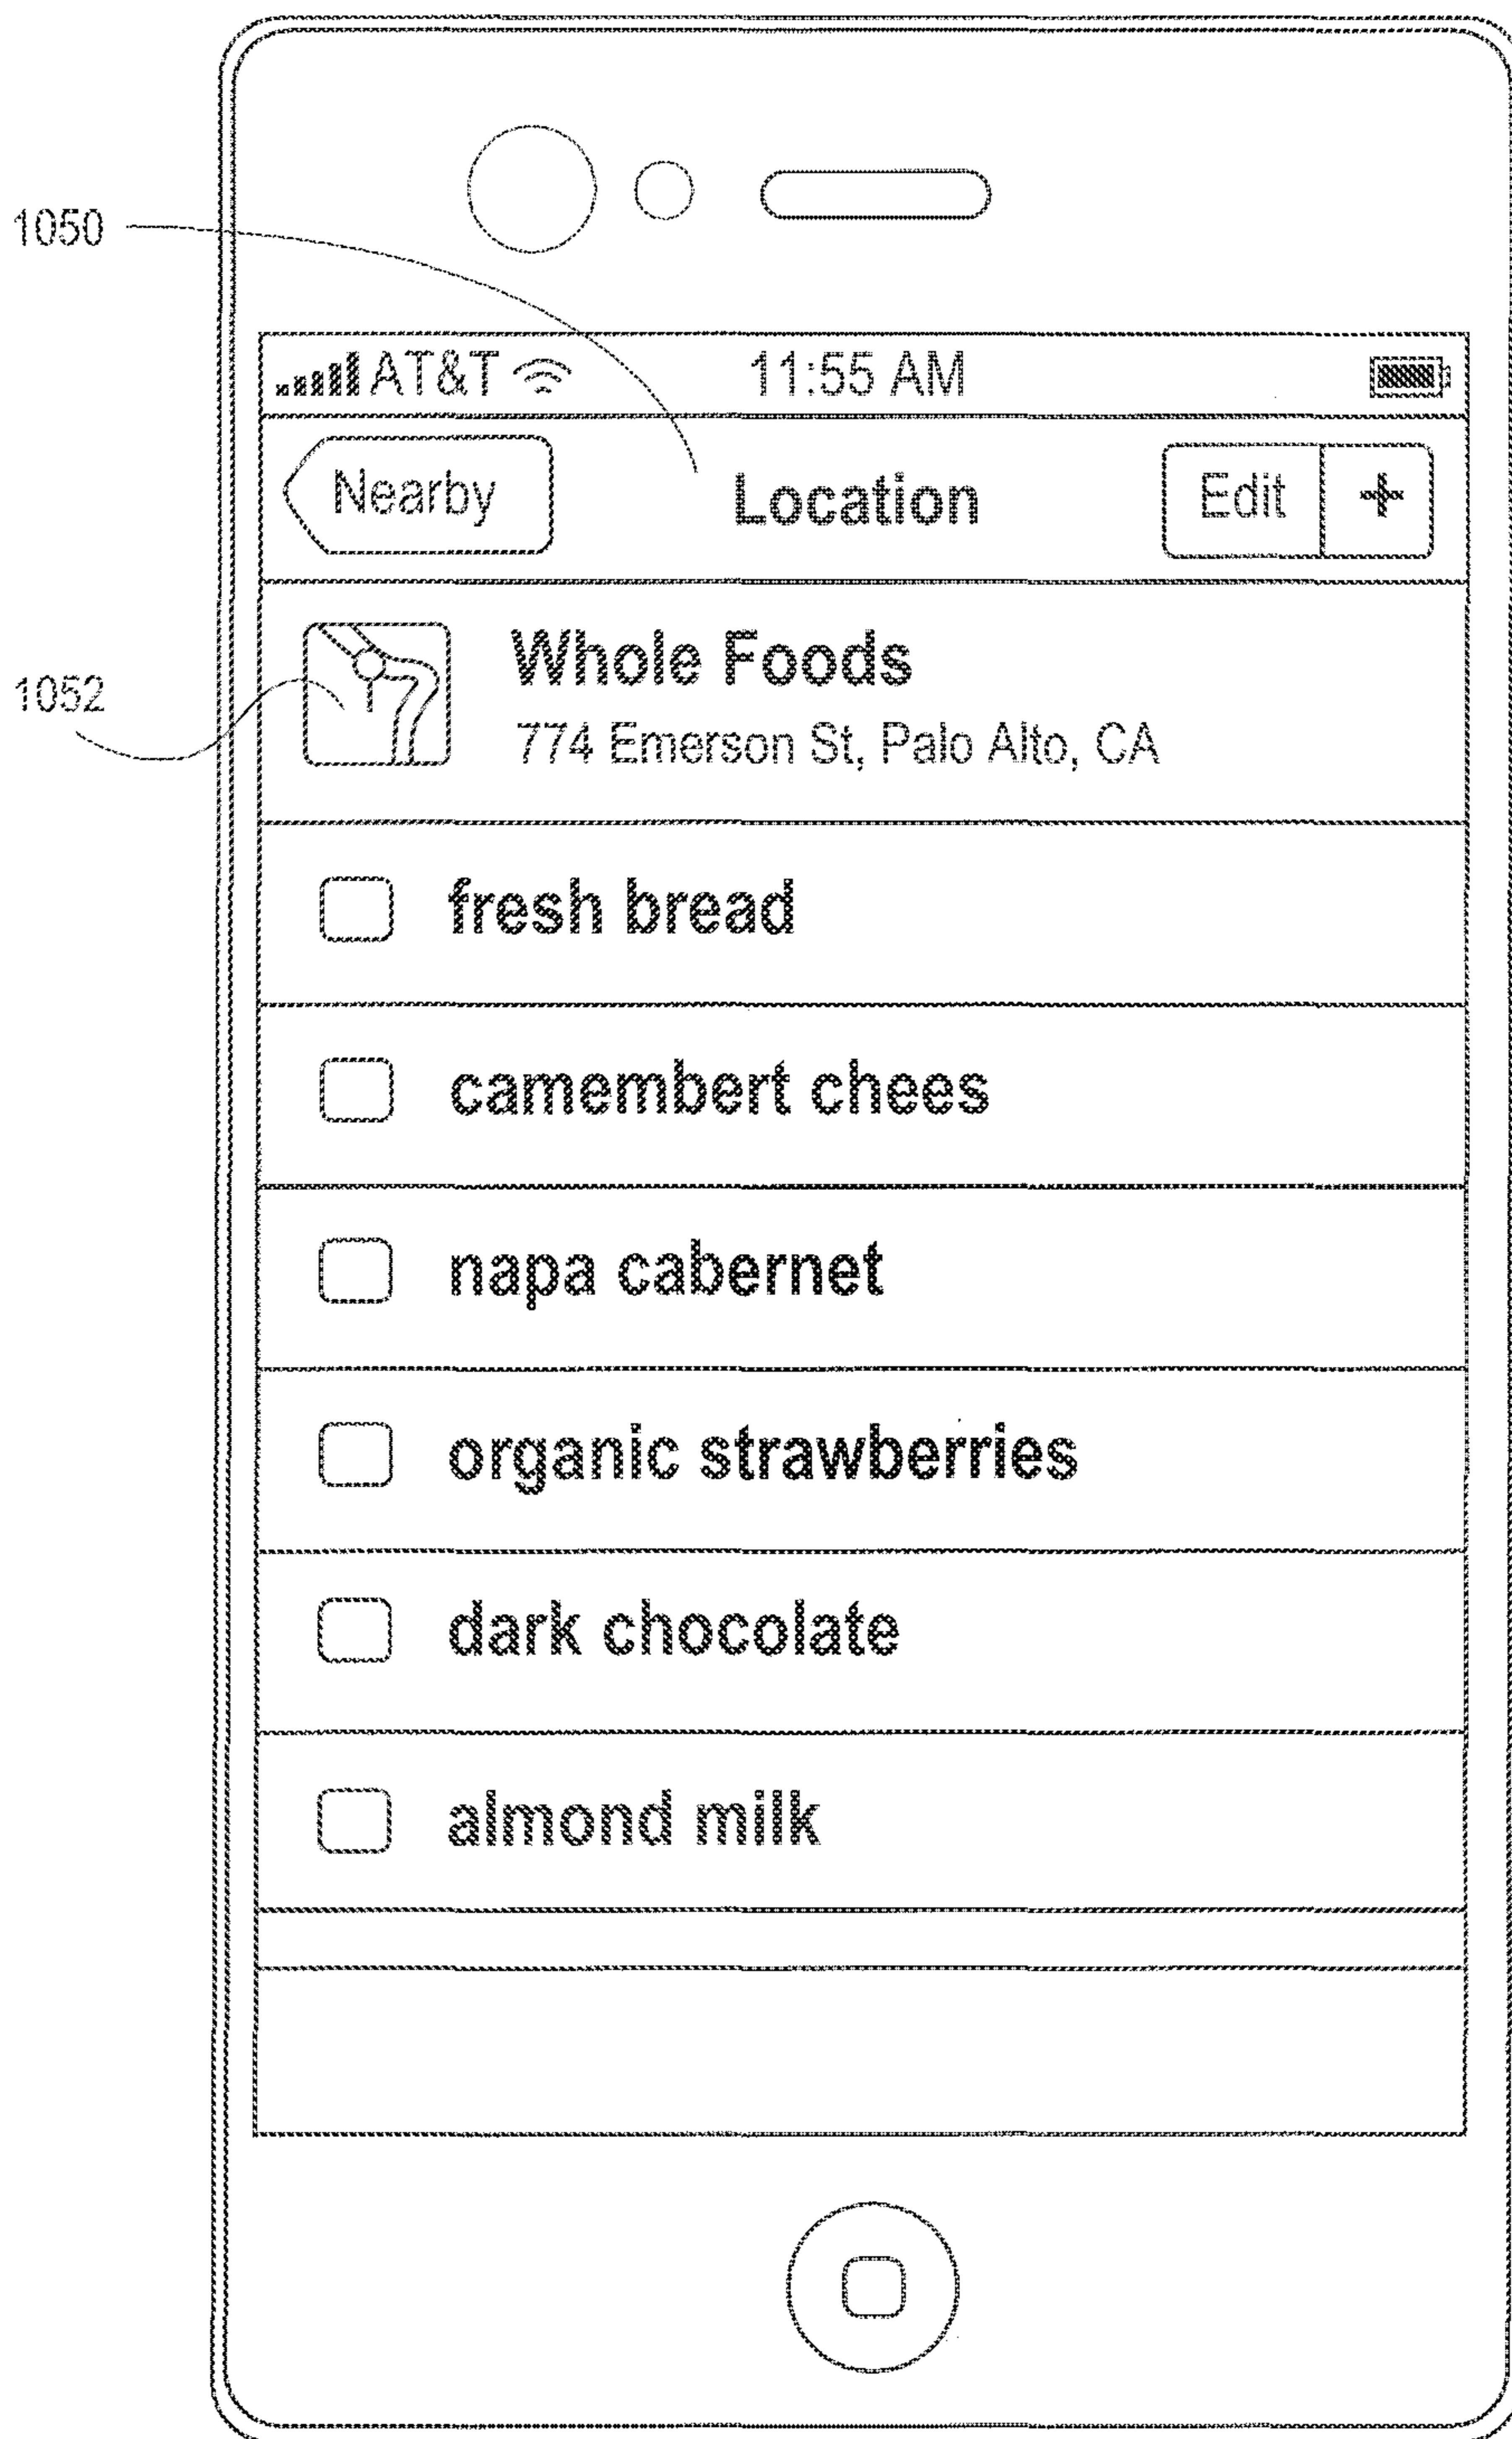 1050
AT&T 11:55 AM
Nearby Location Edit +
Whole Foods
1052
774 Emerson St, Palo Alto, CA
fresh bread
camembert chees
napa cabernet
organic strawberries
dark chocolate
almond milk